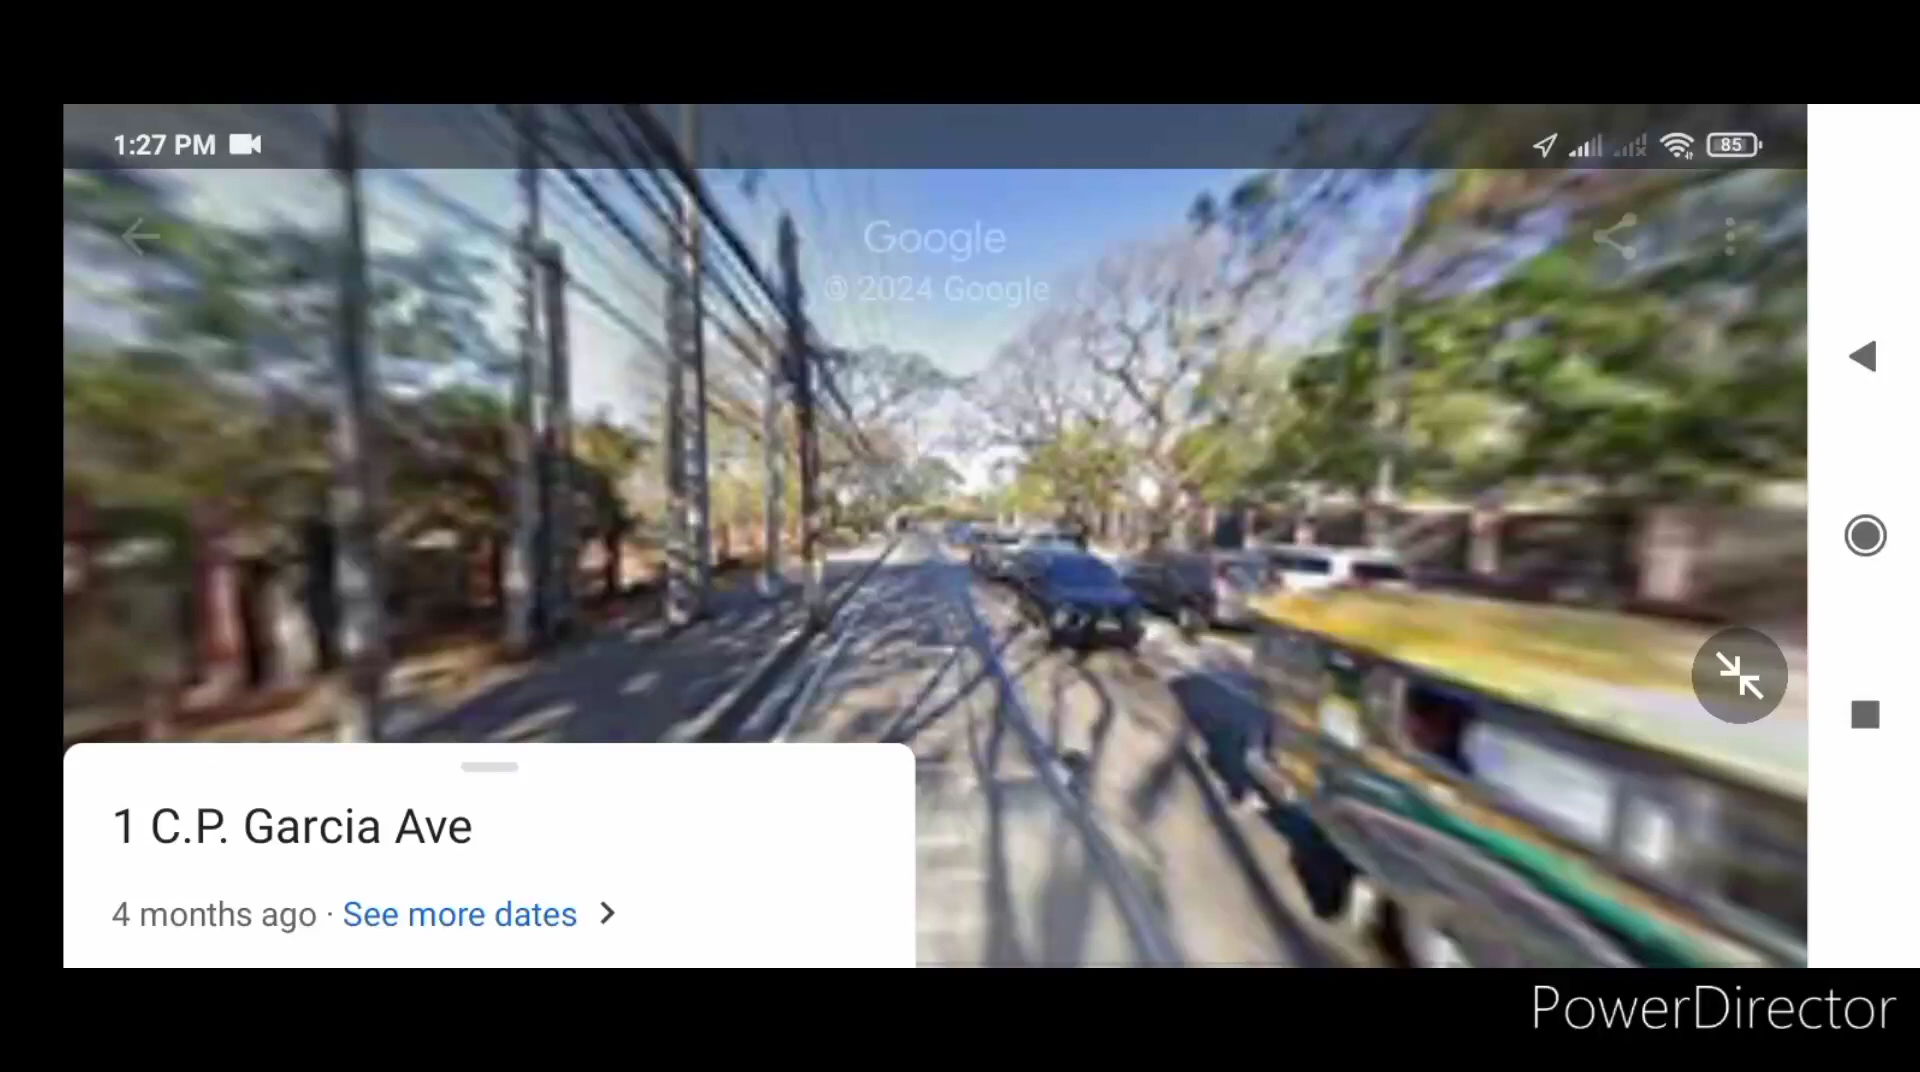 1:27 PM
85
Google
© 2024 Google
1 C.P. Garcia Ave
4 months ago · See more dates
PowerDirector